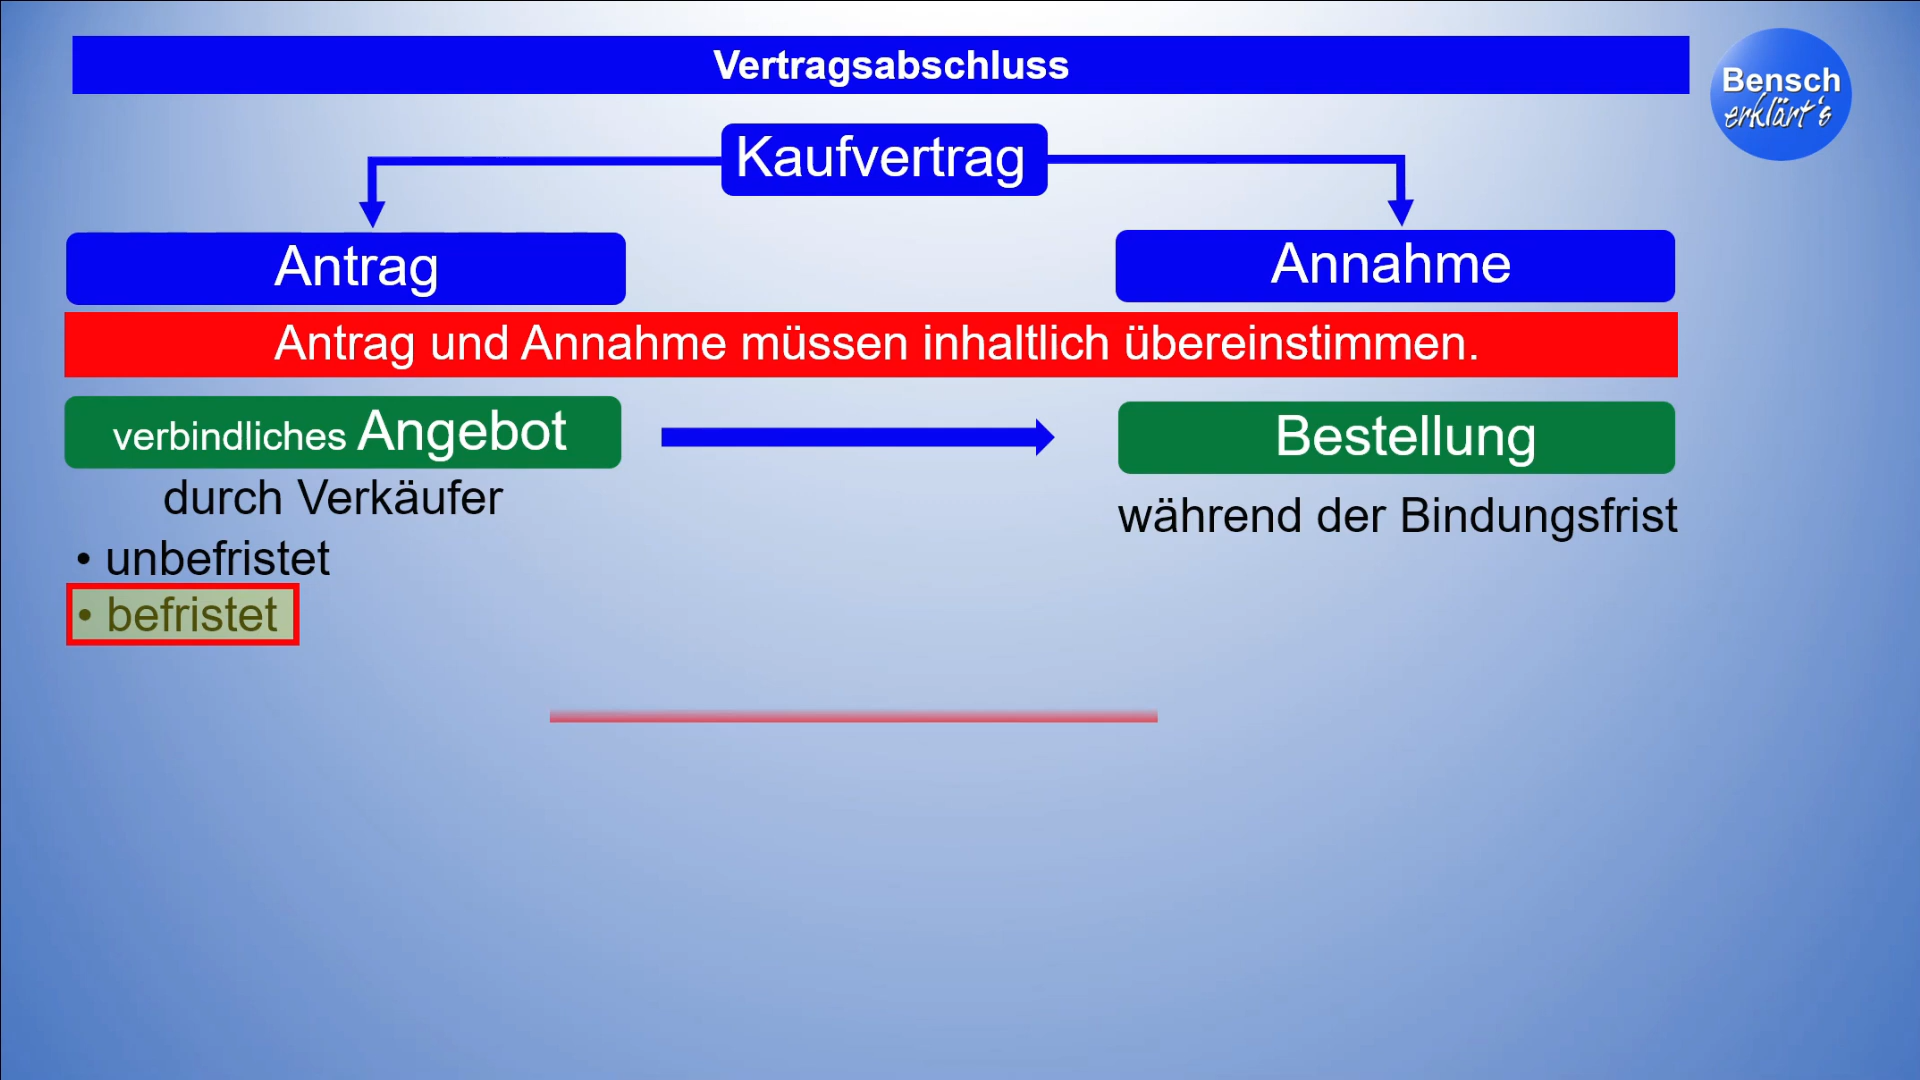 Vertragsabschluss
Bensch
erklärt's
Kaufvertrag
Antrag
Annahme
Antrag und Annahme müssen inhaltlich übereinstimmen.
verbindliches Angebot
Bestellung
durch Verkäufer
während der Bindungsfrist
• unbefristet
• befristet